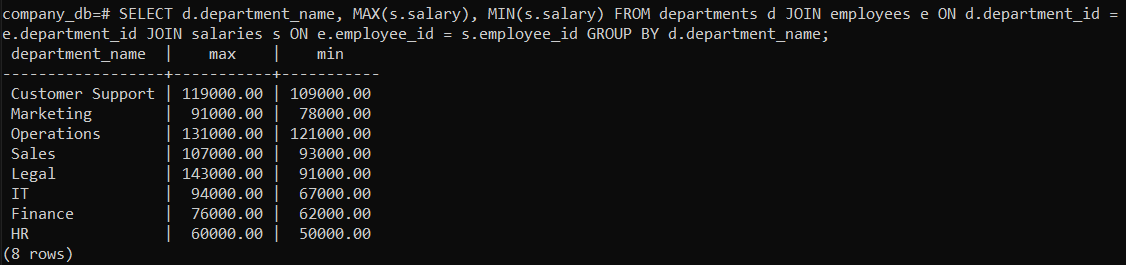 company_db=# SELECT d.department_name, MAX(s.salary), MIN(s.salary) FROM departments d JOIN employees e ON d.department_id =
e.department_id JOIN salaries s ON e.employee_id = s.employee_id GROUP BY d.department_name;
 department_name  |    max    |    min
------------------+-----------+-----------
 Customer Support | 119000.00 | 109000.00
 Marketing        |  91000.00 |  78000.00
 Operations       | 131000.00 | 121000.00
 Sales            | 107000.00 |  93000.00
 Legal            | 143000.00 |  91000.00
 IT               |  94000.00 |  67000.00
 Finance          |  76000.00 |  62000.00
 HR               |  60000.00 |  50000.00
(8 rows)